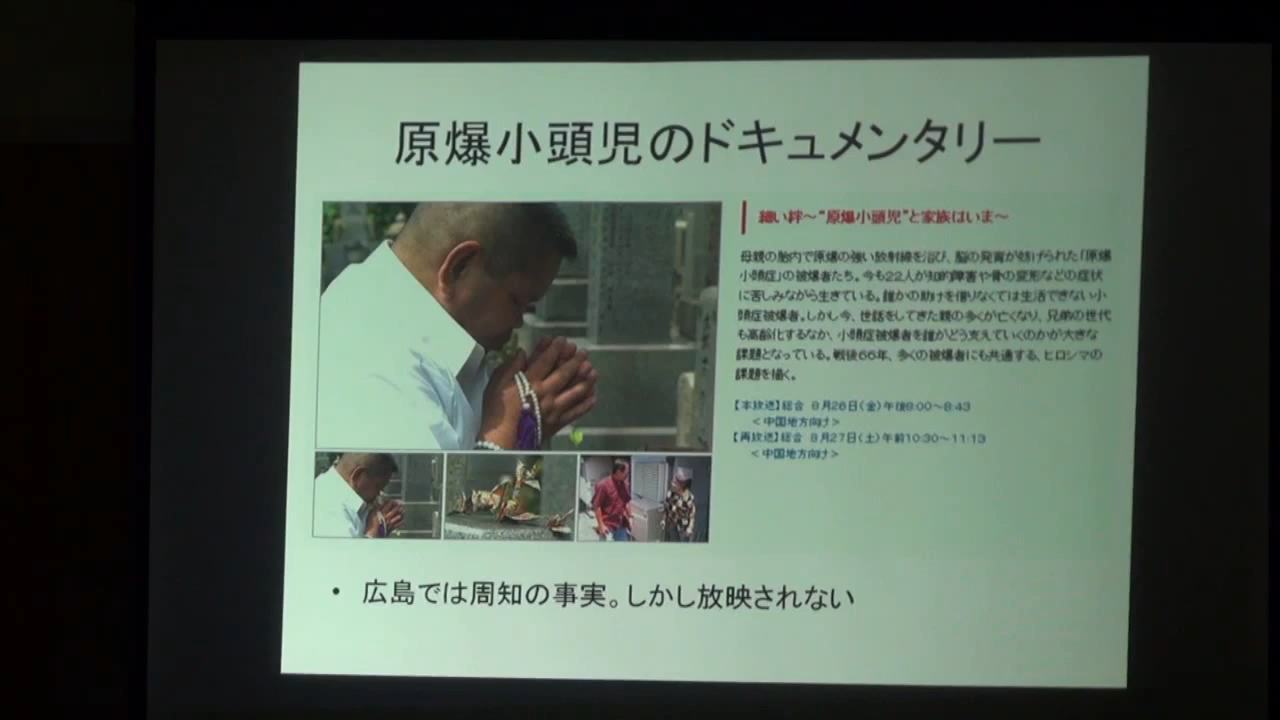 原爆小頭児のドキュメンタリー
細い絆～“原爆小頭児”と家族はいま～
母親の胎内で原爆の強い放射線を浴び、脳の発育が妨げられた「原爆
小頭症」の被爆者たち。今も22人が知的障害や骨の変形などの症状
に苦しみながら生きている。誰かの助けを借りなくては生活できない小
頭症被爆者。しかし今、世話をしてきた親の多くが亡くなり、兄弟の世代
も高齢化するなか、小頭症被爆者を誰がどう支えていくのかが大きな
課題となっている。戦後66年、多くの被爆者にも共通する、ヒロシマの
課題を描く。
【本放送】総合 8月26日(金)午後8:00～8:43
＜中国地方向け＞
【再放送】総合 8月27日(土)午前10:30～11:13
＜中国地方向け＞
• 広島では周知の事実。しかし放映されない